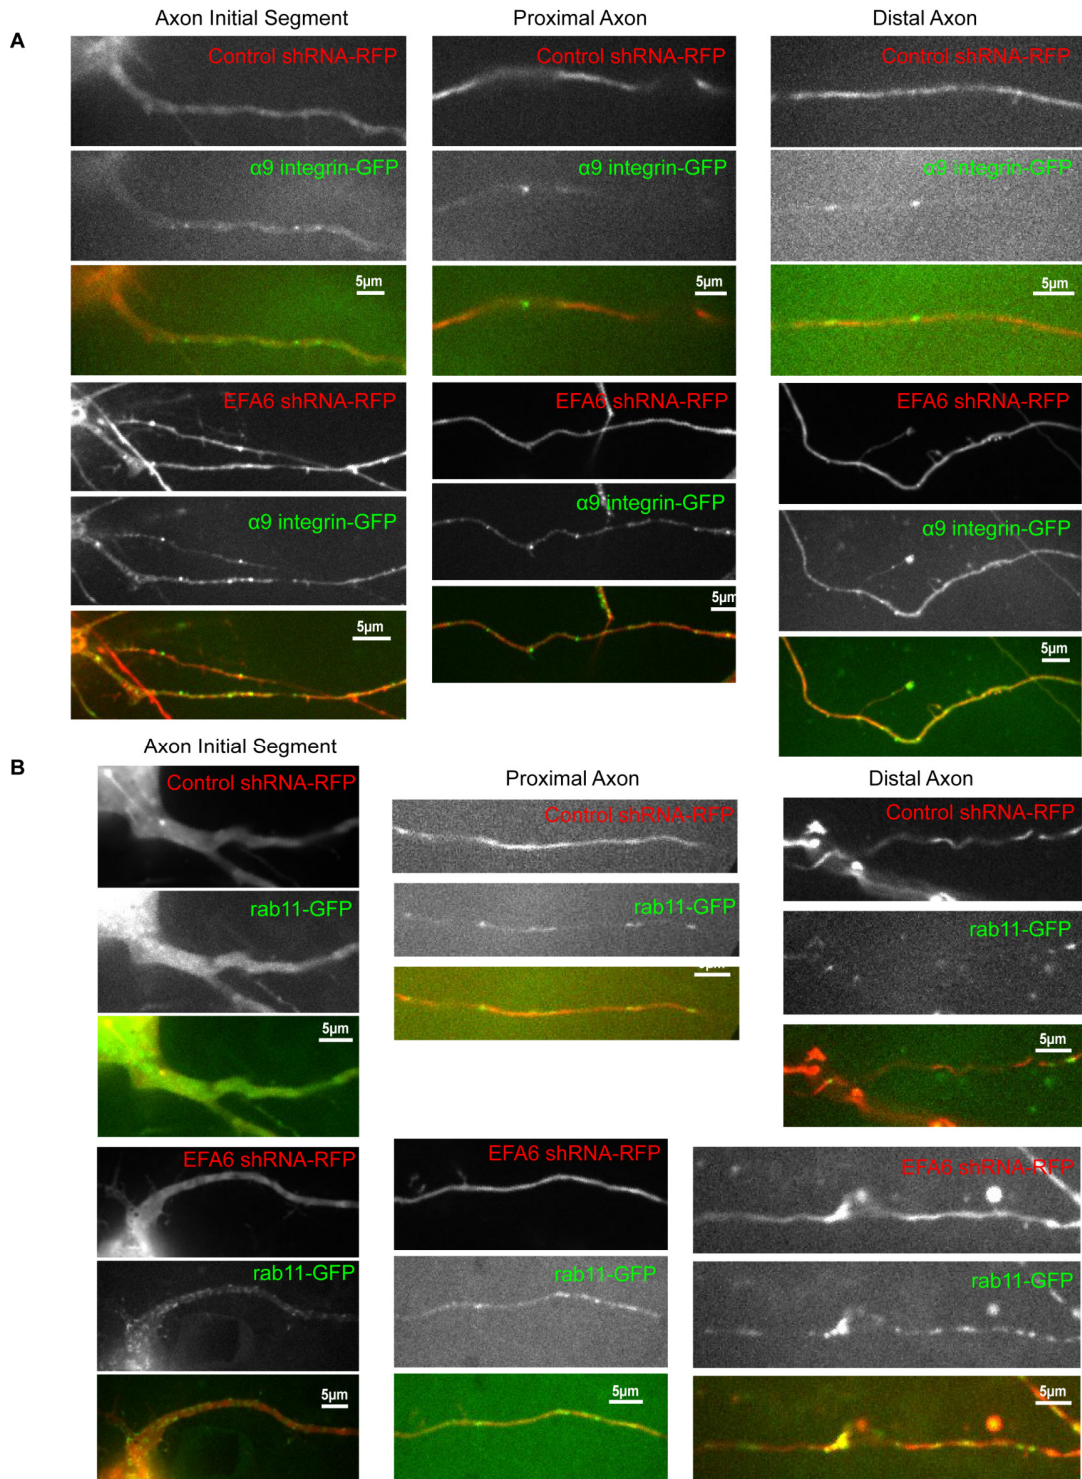 Axon Initial Segment
Proximal Axon
Distal Axon
A
Control shRNA-RFP
Control shRNA-RFP
Control shRNA-RFP
α9 integrin-GFP
α9 integrin-GFP
α9 integrin-GFP
5μm
5μm
5μm
EFA6 shRNA-RFP
EFA6 shRNA-RFP
EFA6 shRNA-RFP
α9 integrin-GFP
α9 integrin-GFP
α9 integrin-GFP
5μm
5μm
5μm
Axon Initial Segment
B
Proximal Axon
Distal Axon
Control shRNA-RFP
Control shRNA-RFP
Control shRNA-RFP
rab11-GFP
rab11-GFP
rab11-GFP
5μm
5μm
5μm
EFA6 shRNA-RFP
EFA6 shRNA-RFP
EFA6 shRNA-RFP
rab11-GFP
rab11-GFP
rab11-GFP
5μm
5μm
5μm